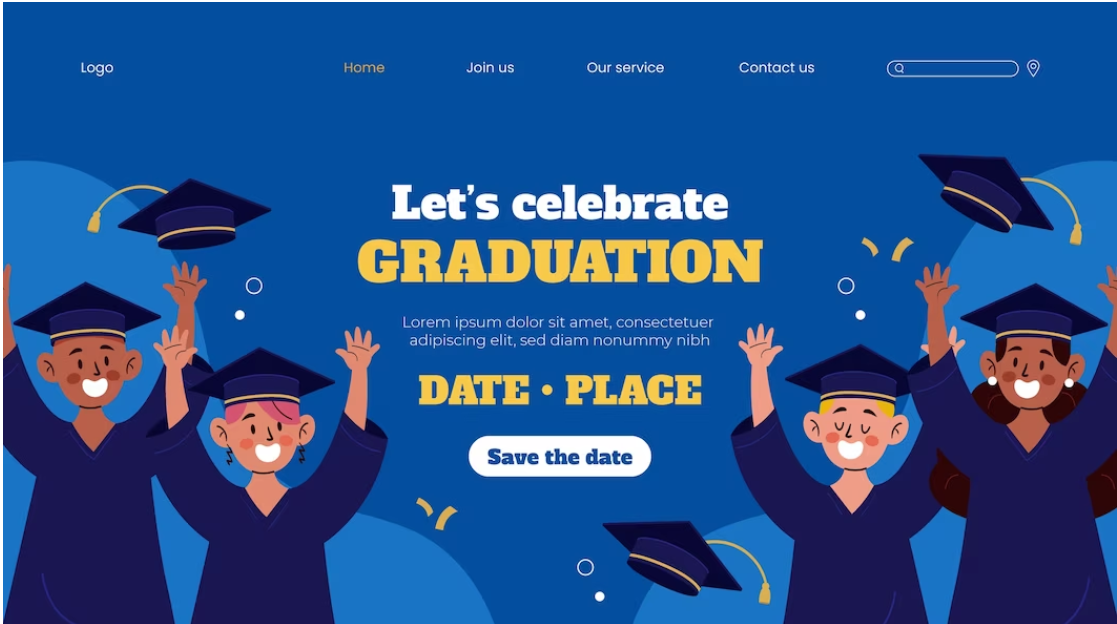 Logo
Home
Join us
Our service
Contact us
Let's celebrate
GRADUATION
Lorem ipsum dolor sit amet, consectetuer
adipiscing elit, sed diam nonummy nibh
DATE • PLACE
Save the date